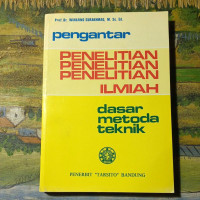 Prof. Dr. WINARNO SURAKHMAD, M. Sc. Ed.
pengantar
PENELITIAN
PENELITIAN
PENELITIAN
ILMIAH
dasar
metoda
teknik
PENERBIT "TARSITO" BANDUNG